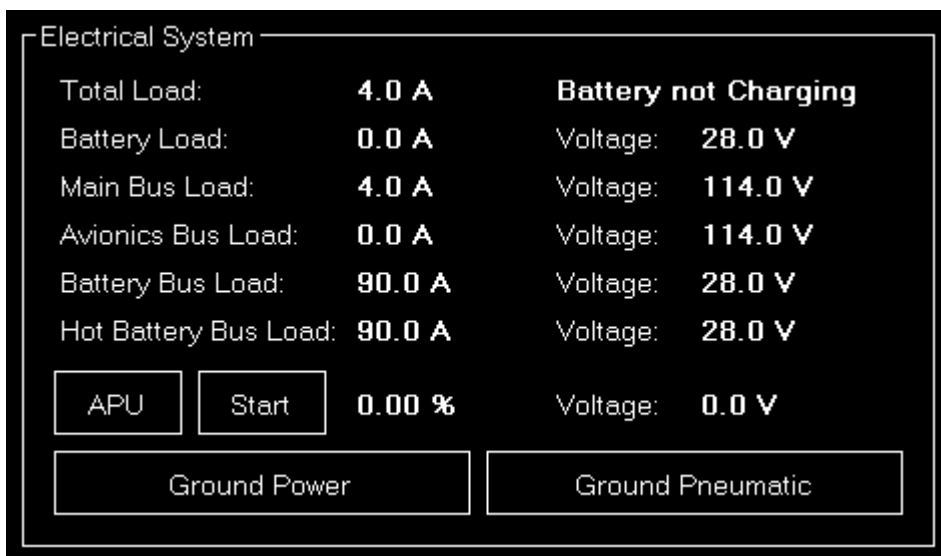 Electrical System
Total Load: 4.0 A Battery not Charging
Battery Load: 0.0 A Voltage: 28.0 V
Main Bus Load: 4.0 A Voltage: 114.0 V
Avionics Bus Load: 0.0 A Voltage: 114.0 V
Battery Bus Load: 90.0 A Voltage: 28.0 V
Hot Battery Bus Load: 90.0 A Voltage: 28.0 V
APU Start 0.00 % Voltage: 0.0 V
Ground Power Ground Pneumatic